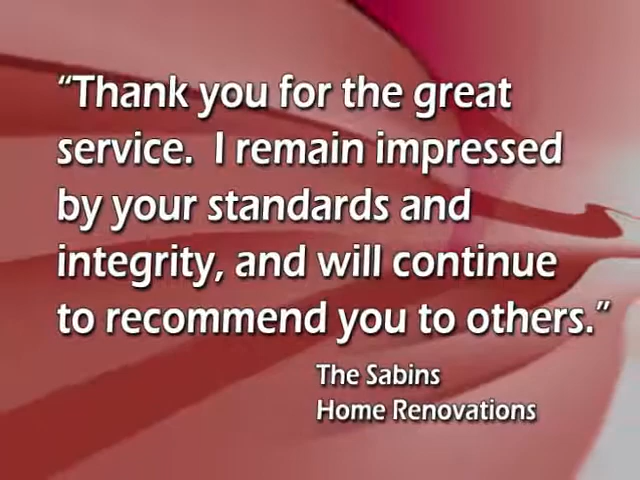 “Thank you for the great
service.  I remain impressed
by your standards and
integrity, and will continue
to recommend you to others.”
The Sabins
Home Renovations